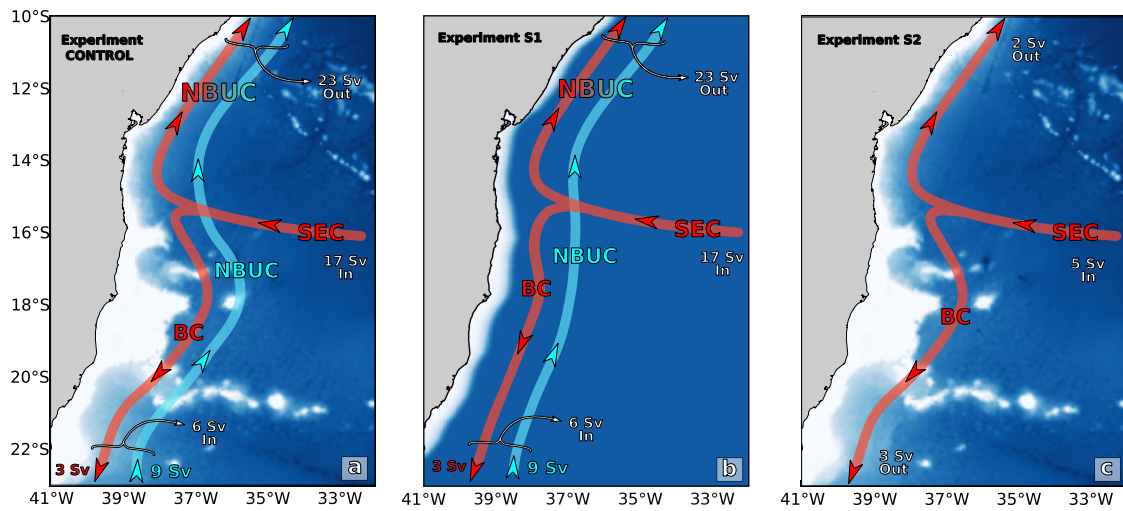 10°S
12°S
14°S
16°S
18°S
20°S
22°S
Experiment
CONTROL
23 Sv
Out
NBUC
SEC
17 Sv
In
NBUC
BC
6 Sv
In
3 Sv
9 Sv
a
41°W 39°W 37°W 35°W 33°W
Experiment S1
23 Sv
Out
NBUC
SEC
17 Sv
In
NBUC
BC
6 Sv
In
3 Sv
9 Sv
b
41°W 39°W 37°W 35°W 33°W
Experiment S2
2 Sv
Out
SEC
5 Sv
In
BC
3 Sv
Out
c
41°W 39°W 37°W 35°W 33°W